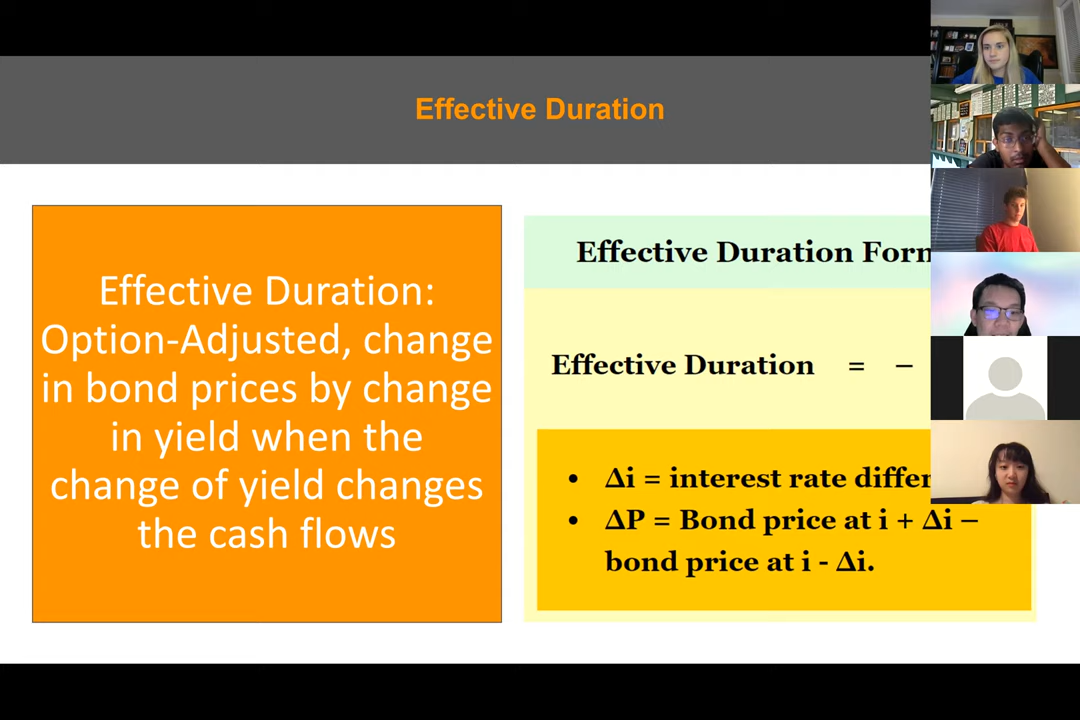 Effective Duration
Effective Duration:
Option-Adjusted, change
in bond prices by change
in yield when the
change of yield changes
the cash flows
Effective Duration
Effective Duration = −
• Δi = interest rate
• ΔP = Bond price at i + Δi –
bond price at i - Δi.